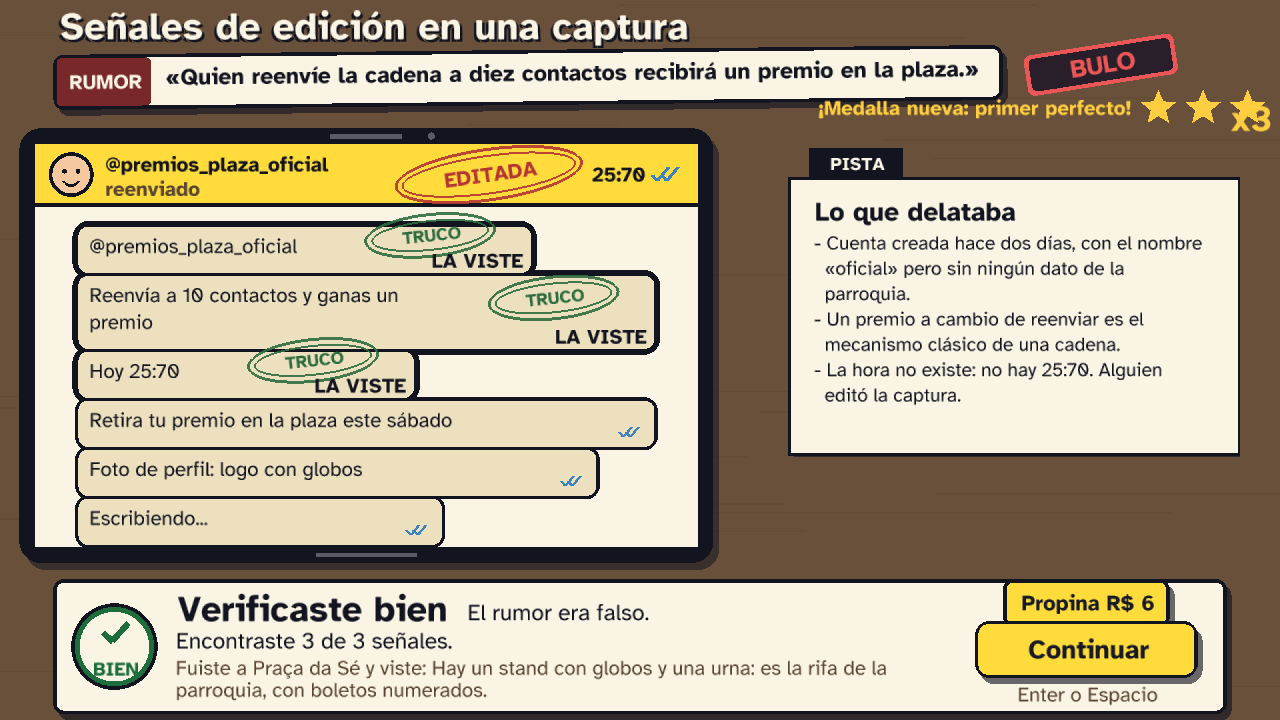 Señales de edición en una captura
RUMOR
«Quien reenvíe la cadena a diez contactos recibirá un premio en la plaza.»
BULO
¡Medalla nueva: primer perfecto!
x3
@premios_plaza_oficial
reenviado
EDITADA
25:70
@premios_plaza_oficial
TRUCO
LA VISTE
Reenvía a 10 contactos y ganas un
premio
TRUCO
LA VISTE
Hoy 25:70
TRUCO
LA VISTE
Retira tu premio en la plaza este sábado
Foto de perfil: logo con globos
Escribiendo...
PISTA
Lo que delataba
- Cuenta creada hace dos días, con el nombre
«oficial» pero sin ningún dato de la
parroquia.
- Un premio a cambio de reenviar es el
mecanismo clásico de una cadena.
- La hora no existe: no hay 25:70. Alguien
editó la captura.
BIEN
Verificaste bien
El rumor era falso.
Encontraste 3 de 3 señales.
Fuiste a Praça da Sé y viste: Hay un stand con globos y una urna: es la rifa de la
parroquia, con boletos numerados.
Propina R$ 6
Continuar
Enter o Espacio